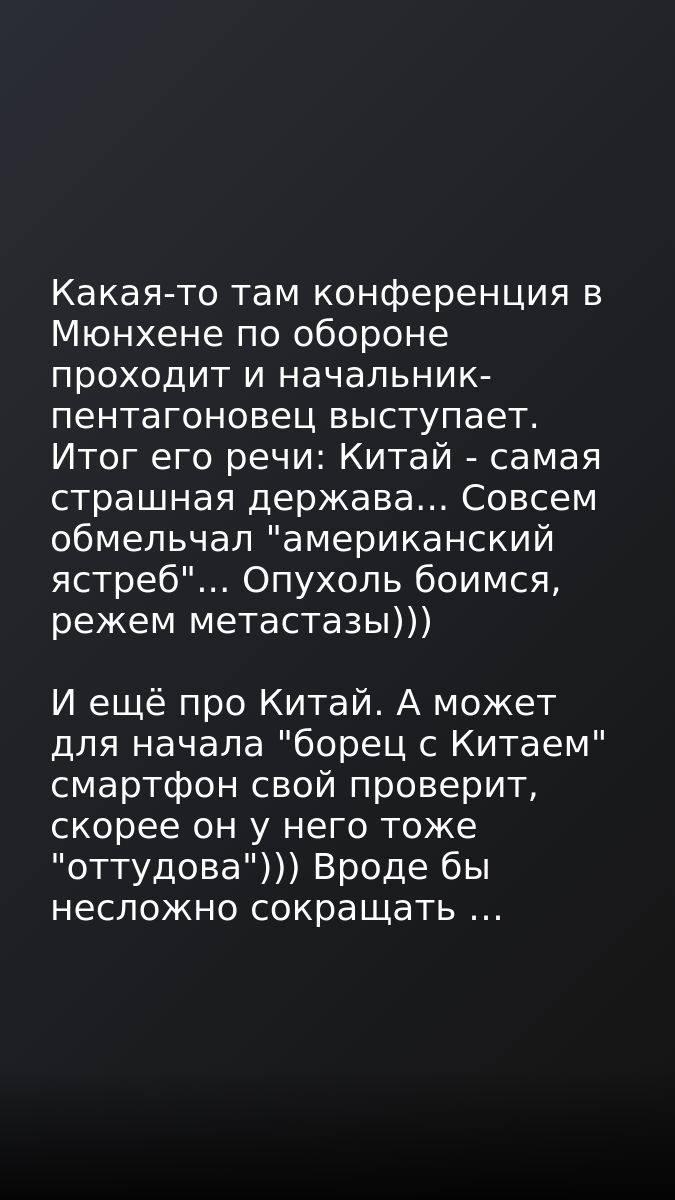 Какая-то там конференция в
Мюнхене по обороне
проходит и начальник-
пентагоновец выступает.
Итог его речи: Китай - самая
страшная держава... Совсем
обмельчал "американский
ястреб"... Опухоль боимся,
режем метастазы)))
И ещё про Китай. А может
для начала "борец с Китаем"
смартфон свой проверит,
скорее он у него тоже
"оттудова"))) Вроде бы
несложно сокращать ...